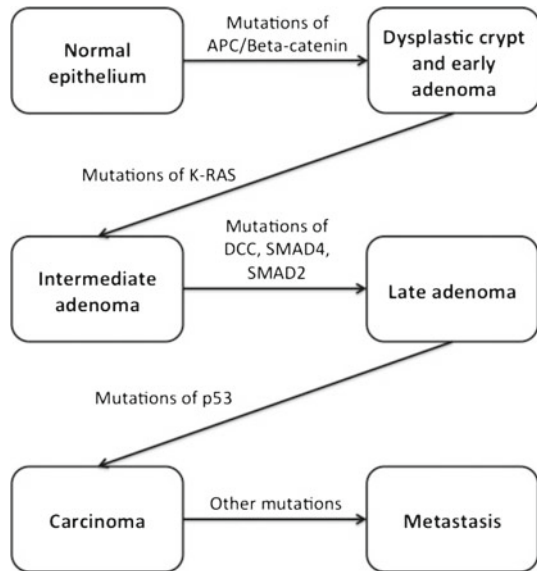 Normal
epithelium
Mutations of
APC/Beta-catenin
Dysplastic crypt
and early
adenoma
Mutations of K-RAS
Intermediate
adenoma
Mutations of
DCC, SMAD4,
SMAD2
Late adenoma
Mutations of p53
Carcinoma
Other mutations
Metastasis